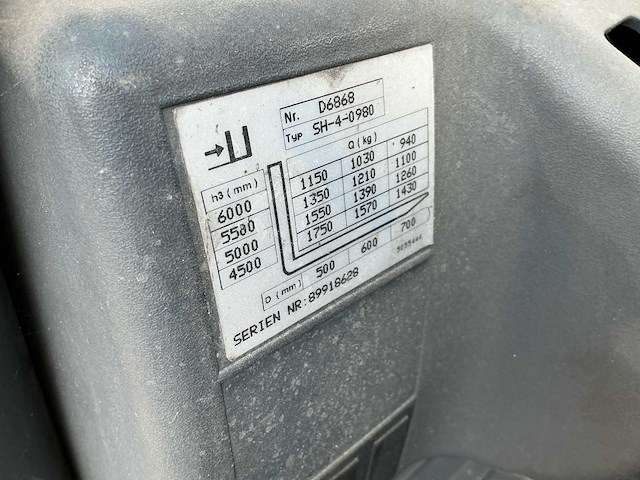 Nr. D6868
Typ SH-4-0980
Q (kg)
h3 (mm)
6000 1150 1030 940
5580 1350 1210 1100
5000 1550 1390 1260
4500 1750 1570 1430
D (mm) 500 600 700
SERIEN NR: 89918628